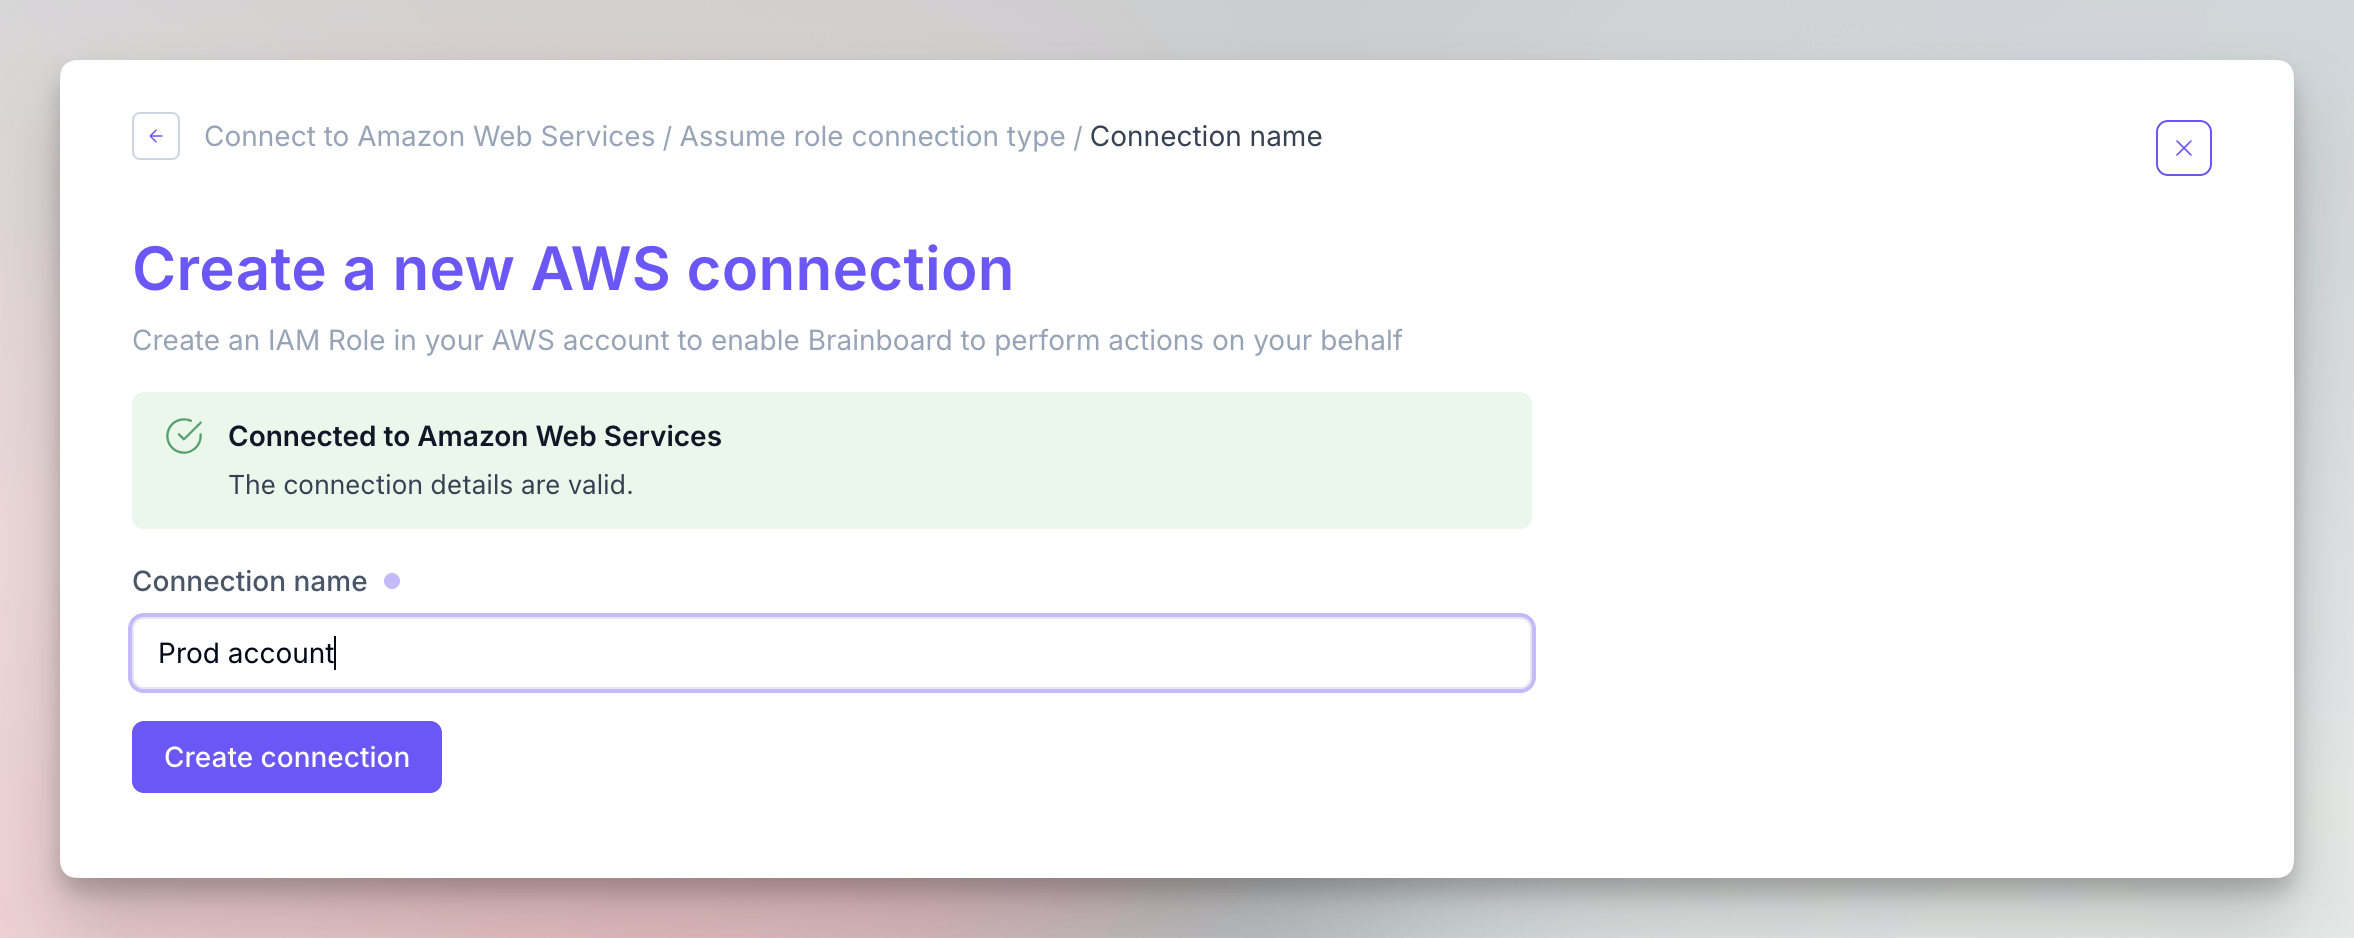 Connect to Amazon Web Services / Assume role connection type / Connection name
Create a new AWS connection
Create an IAM Role in your AWS account to enable Brainboard to perform actions on your behalf
Connected to Amazon Web Services
The connection details are valid.
Connection name
Prod account
Create connection